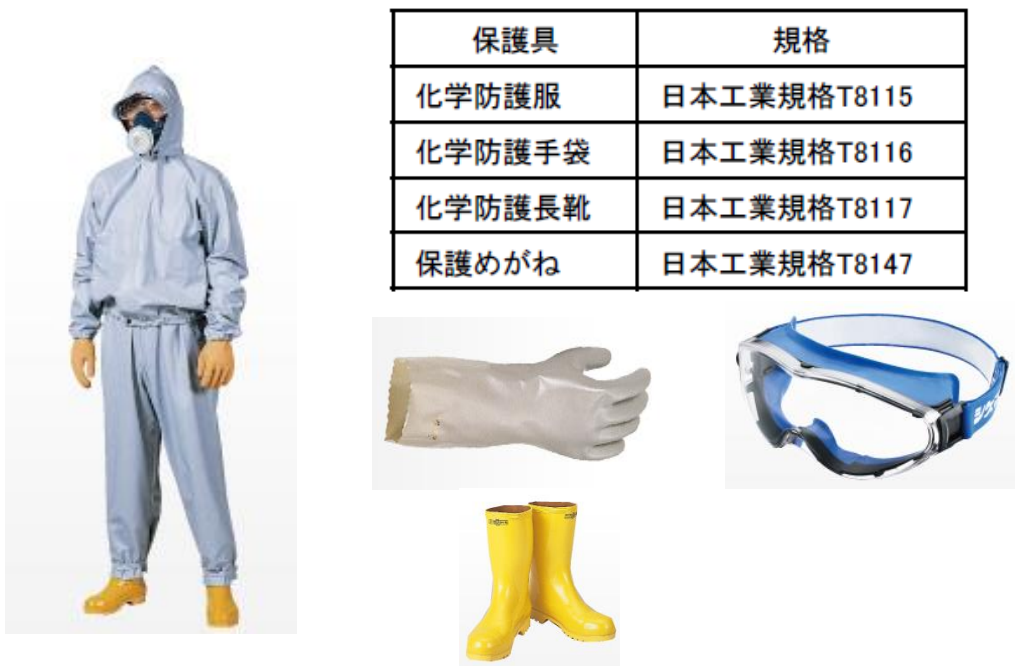 保護具 規格
化学防護服 日本工業規格T8115
化学防護手袋 日本工業規格T8116
化学防護長靴 日本工業規格T8117
保護めがね 日本工業規格T8147